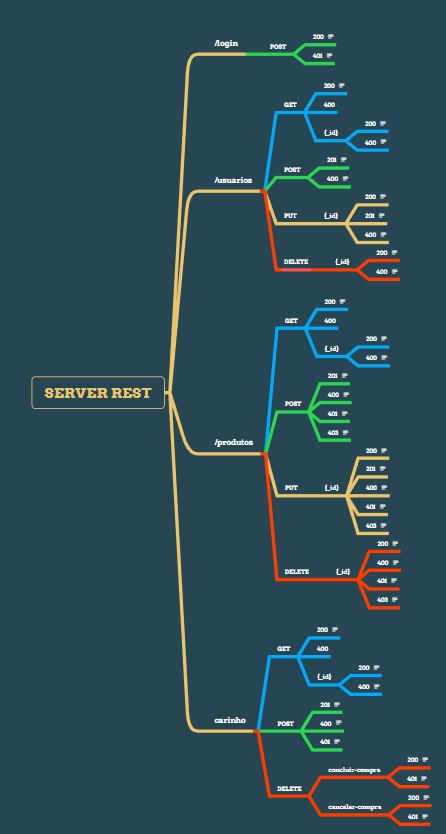 SERVER REST
/login
POST
200
401
/usuarios
GET
200
400
{_id}
200
400
POST
201
400
PUT
{_id}
200
201
400
DELETE
{_id}
200
400
/produtos
GET
200
400
{_id}
200
400
POST
201
400
401
403
PUT
{_id}
200
201
400
401
403
DELETE
{_id}
200
400
401
403
carinho
GET
200
400
{_id}
200
400
POST
201
400
401
DELETE
concluir-compra
200
401
cancelar-compra
200
401